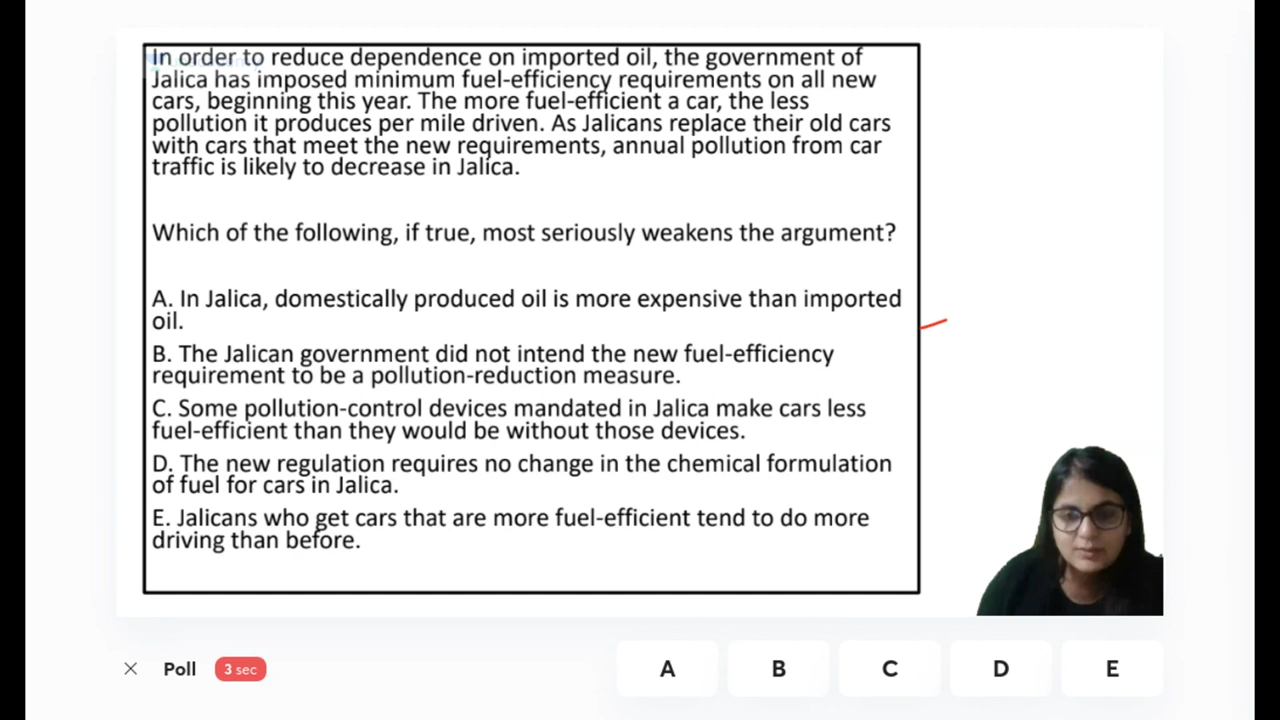 In order to reduce dependence on imported oil, the government of
Jalica has imposed minimum fuel-efficiency requirements on all new
cars, beginning this year. The more fuel-efficient a car, the less
pollution it produces per mile driven. As Jalicans replace their old cars
with cars that meet the new requirements, annual pollution from car
traffic is likely to decrease in Jalica.
Which of the following, if true, most seriously weakens the argument?
A. In Jalica, domestically produced oil is more expensive than imported
oil.
B. The Jalican government did not intend the new fuel-efficiency
requirement to be a pollution-reduction measure.
C. Some pollution-control devices mandated in Jalica make cars less
fuel-efficient than they would be without those devices.
D. The new regulation requires no change in the chemical formulation
of fuel for cars in Jalica.
E. Jalicans who get cars that are more fuel-efficient tend to do more
driving than before.
Poll 3 sec A B C D E